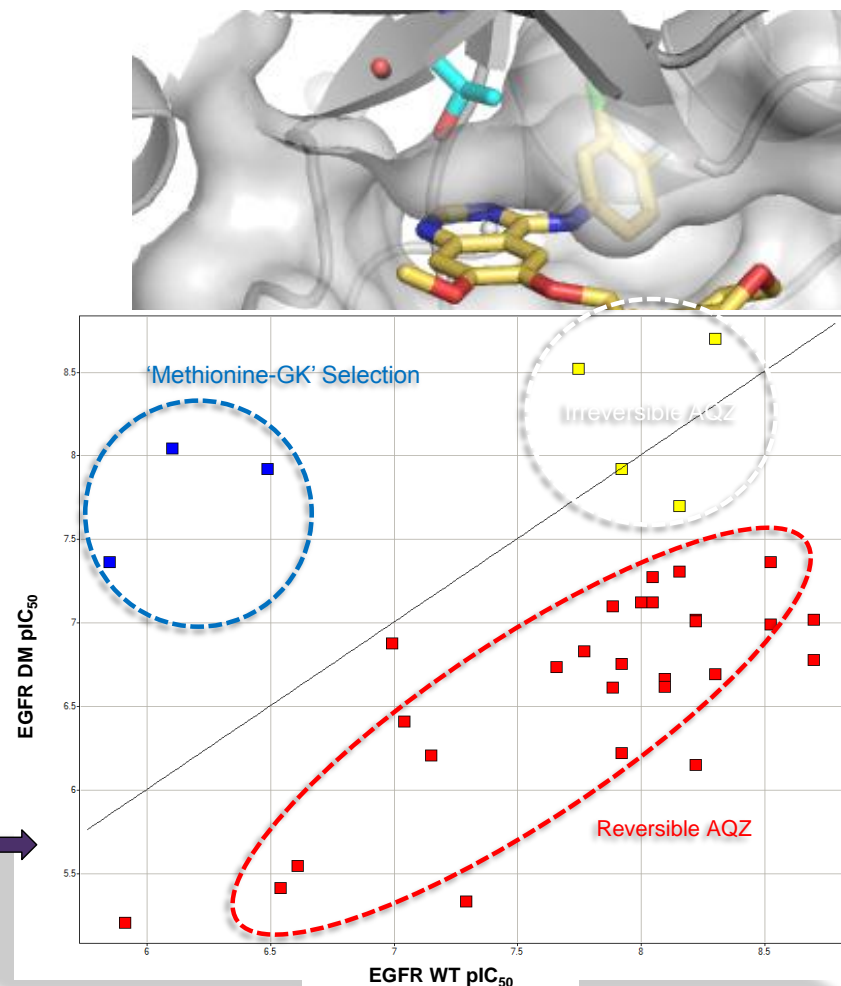 'Methionine-GK' Selection
Irreversible AQZ
Reversible AQZ
8.5
8
7.5
7
6.5
6
5.5
EGFR DM pIC₅₀
6
6.5
7
7.5
8
8.5
EGFR WT pIC₅₀